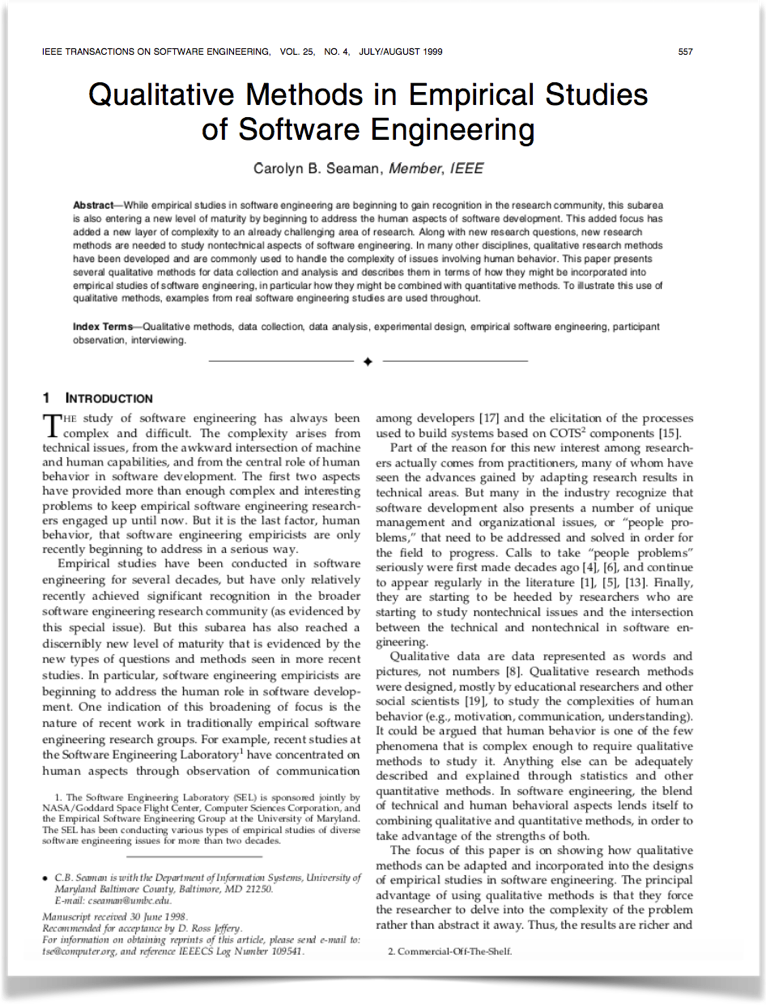 IEEE TRANSACTIONS ON SOFTWARE ENGINEERING, VOL. 25, NO. 4, JULY/AUGUST 1999 557
Qualitative Methods in Empirical Studies
of Software Engineering
Carolyn B. Seaman, Member, IEEE
Abstract—While empirical studies in software engineering are beginning to gain recognition in the research community, this subarea
is also entering a new level of maturity by beginning to address the human aspects of software development. This added focus has
added a new layer of complexity to an already challenging area of research. Along with new research questions, new research
methods are needed to study nontechnical aspects of software engineering. In many other disciplines, qualitative research methods
have been developed and are commonly used to handle the complexity of issues involving human behavior. This paper presents
several qualitative methods for data collection and analysis and describes them in terms of how they might be incorporated into
empirical studies of software engineering, in particular how they might be combined with quantitative methods. To illustrate this use of
qualitative methods, examples from real software engineering studies are used throughout.
Index Terms—Qualitative methods, data collection, data analysis, experimental design, empirical software engineering, participant
observation, interviewing.
1 INTRODUCTION
THE study of software engineering has always been
complex and difficult. The complexity arises from
technical issues, from the awkward intersection of machine
and human capabilities, and from the central role of human
behavior in software development. The first two aspects
have provided more than enough complex and interesting
problems to keep empirical software engineering research-
ers engaged up until now. But it is the last factor, human
behavior, that software engineering empiricists are only
recently beginning to address in a serious way.
Empirical studies have been conducted in software
engineering for several decades, but have only relatively
recently achieved significant recognition in the broader
software engineering research community (as evidenced by
this special issue). But this subarea has also reached a
discernibly new level of maturity that is evidenced by the
new types of questions and methods seen in more recent
studies. In particular, software engineering empiricists are
beginning to address the human role in software develop-
ment. One indication of this broadening of focus is the
nature of recent work in traditionally empirical software
engineering research groups. For example, recent studies at
the Software Engineering Laboratory1 have concentrated on
human aspects through observation of communication
1. The Software Engineering Laboratory (SEL) is sponsored jointly by
NASA/Goddard Space Flight Center, Computer Sciences Corporation, and
the Empirical Software Engineering Group at the University of Maryland.
The SEL has been conducting various types of empirical studies of diverse
software engineering issues for more than two decades.
• C.B. Seaman is with the Department of Information Systems, University of
Maryland Baltimore County, Baltimore, MD 21250.
E-mail: cseaman@umbc.edu.
Manuscript received 30 June 1998.
Recommended for acceptance by D. Ross Jeffery.
For information on obtaining reprints of this article, please send e-mail to:
tse@computer.org, and reference IEEECS Log Number 109541.
among developers [17] and the elicitation of the processes
used to build systems based on COTS2 components [15].
Part of the reason for this new interest among research-
ers actually comes from practitioners, many of whom have
seen the advances gained by adapting research results in
technical areas. But many in the industry recognize that
software development also presents a number of unique
management and organizational issues, or “people pro-
blems,” that need to be addressed and solved in order for
the field to progress. Calls to take “people problems”
seriously were first made decades ago [4], [6], and continue
to appear regularly in the literature [1], [5], [13]. Finally,
they are starting to be heeded by researchers who are
starting to study nontechnical issues and the intersection
between the technical and nontechnical in software en-
gineering.
Qualitative data are data represented as words and
pictures, not numbers [8]. Qualitative research methods
were designed, mostly by educational researchers and other
social scientists [19], to study the complexities of human
behavior (e.g., motivation, communication, understanding).
It could be argued that human behavior is one of the few
phenomena that is complex enough to require qualitative
methods to study it. Anything else can be adequately
described and explained through statistics and other
quantitative methods. In software engineering, the blend
of technical and human behavioral aspects lends itself to
combining qualitative and quantitative methods, in order to
take advantage of the strengths of both.
The focus of this paper is on showing how qualitative
methods can be adapted and incorporated into the designs
of empirical studies in software engineering. The principal
advantage of using qualitative methods is that they force
the researcher to delve into the complexity of the problem
rather than abstract it away. Thus, the results are richer and
2. Commercial-Off-The-Shelf.